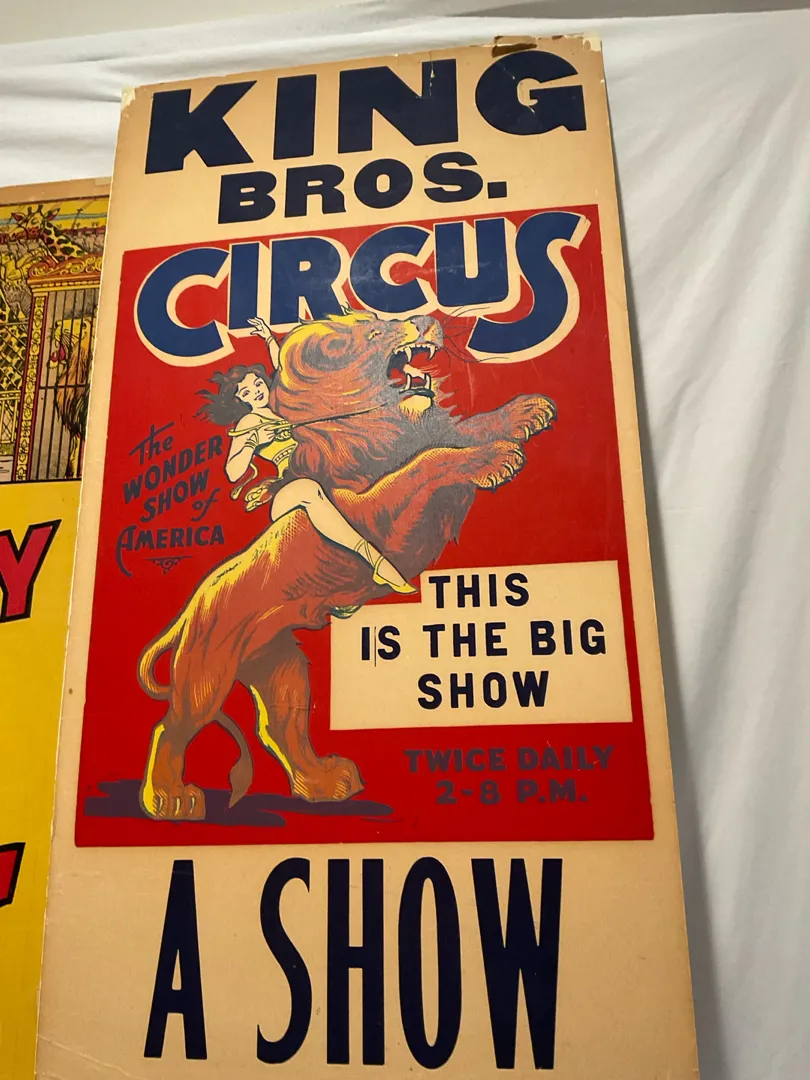 KING
BROS.
CIRCUS
The
WONDER
SHOW
of
AMERICA
THIS
IS THE BIG
SHOW
TWICE DAILY
2-8 P.M.
A SHOW
Y